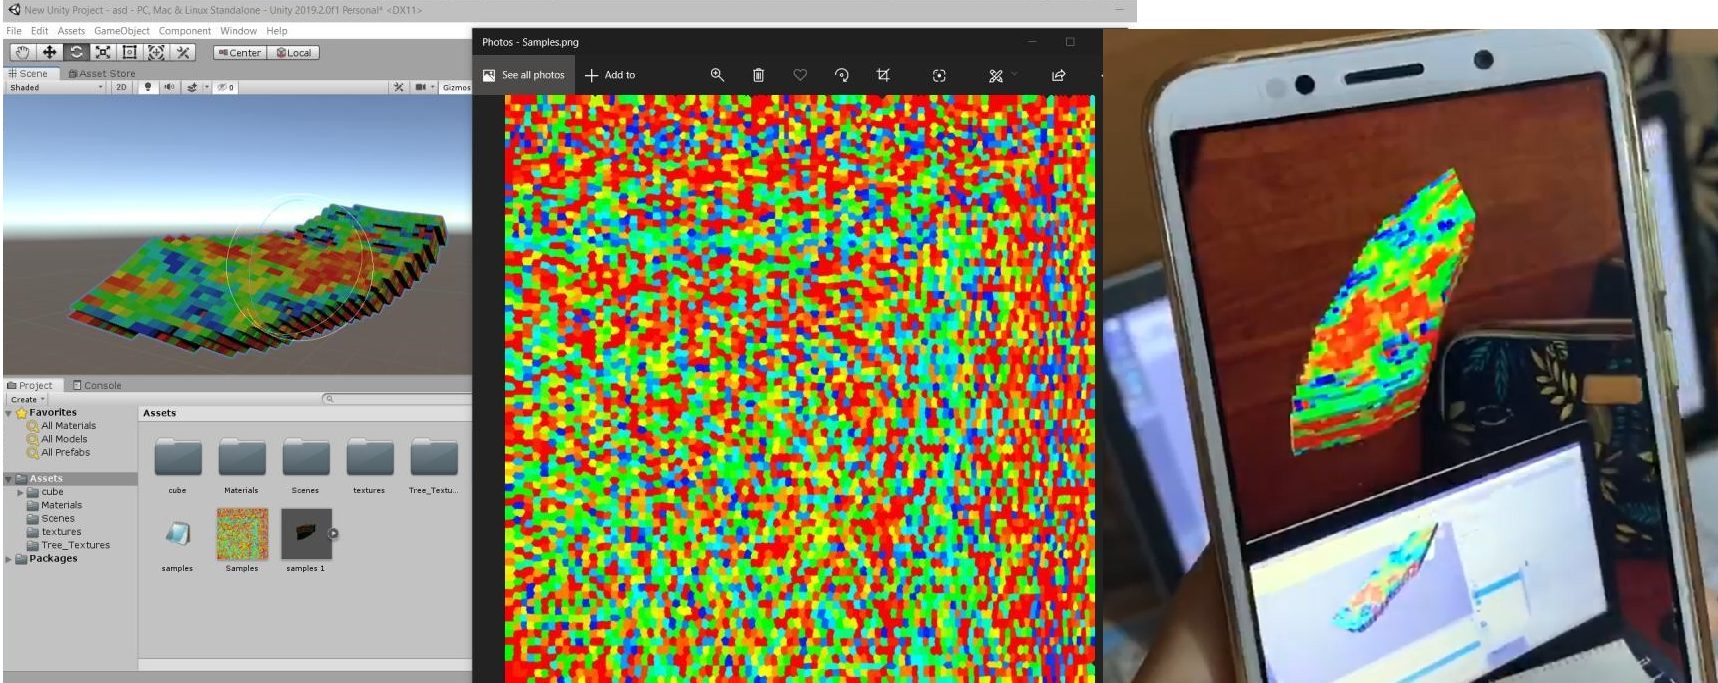 New Unity Project - asd - PC, Mac & Linux Standalone - Unity 2019.2.0f1 Personal* <DX11>
File Edit Assets GameObject Component Window Help
Center Local
Scene Asset Store
Shaded 2D 0 Gizmos
Project Console
Create
Favorites
All Materials
All Models
All Prefabs
Assets
cube
Materials
Scenes
textures
Tree_Textures
Packages
Assets
cube Materials Scenes textures Tree_Textu...
samples Samples samples 1
Photos - Samples.png
See all photos Add to